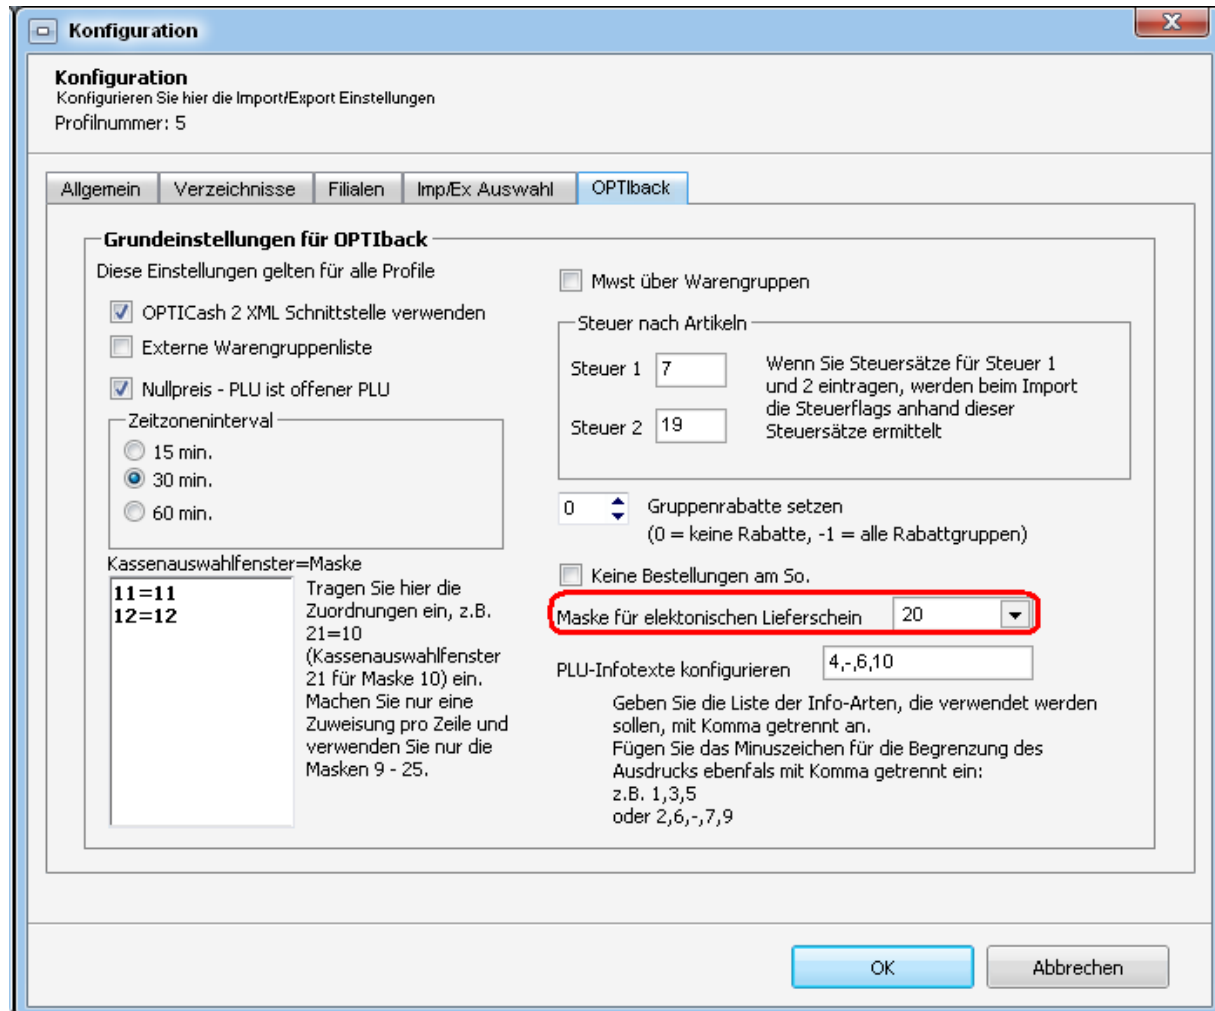 Konfiguration
Konfiguration
Konfigurieren Sie hier die Import/Export Einstellungen
Profilnummer: 5
Allgemein
Verzeichnisse
Filialen
Imp/Ex Auswahl
OPTIback
Grundeinstellungen für OPTIback
Diese Einstellungen gelten für alle Profile
OPTICash 2 XML Schnittstelle verwenden
Externe Warengruppenliste
Nullpreis - PLU ist offener PLU
Zeitzoneninterval
15 min.
30 min.
60 min.
Kassenauswahlfenster=Maske
11=11
12=12
Tragen Sie hier die
Zuordnungen ein, z.B.
21=10
(Kassenauswahlfenster
21 für Maske 10) ein.
Machen Sie nur eine
Zuweisung pro Zeile und
verwenden Sie nur die
Masken 9 - 25.
Mwst über Warengruppen
Steuer nach Artikeln
Steuer 1 7
Steuer 2 19
Wenn Sie Steuersätze für Steuer 1
und 2 eintragen, werden beim Import
die Steuerflags anhand dieser
Steuersätze ermittelt
0 Gruppenrabatte setzen
(0 = keine Rabatte, -1 = alle Rabattgruppen)
Keine Bestellungen am So.
Maske für elektonischen Lieferschein 20
PLU-Infotexte konfigurieren 4,-,6,10
Geben Sie die Liste der Info-Arten, die verwendet werden
sollen, mit Komma getrennt an.
Fügen Sie das Minuszeichen für die Begrenzung des
Ausdrucks ebenfals mit Komma getrennt ein:
z.B. 1,3,5
oder 2,6,-,7,9
OK
Abbrechen